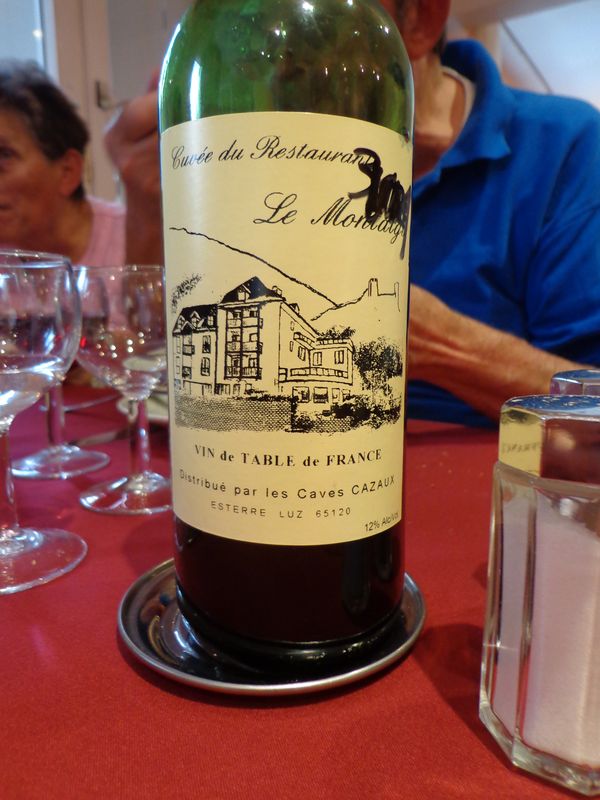 Cuvée du Restaurant
Le
VIN de TABLE de FRANCE
Distribué par les Caves CAZAUX
ESTERRE LUZ 65120
12% Alc/Vol